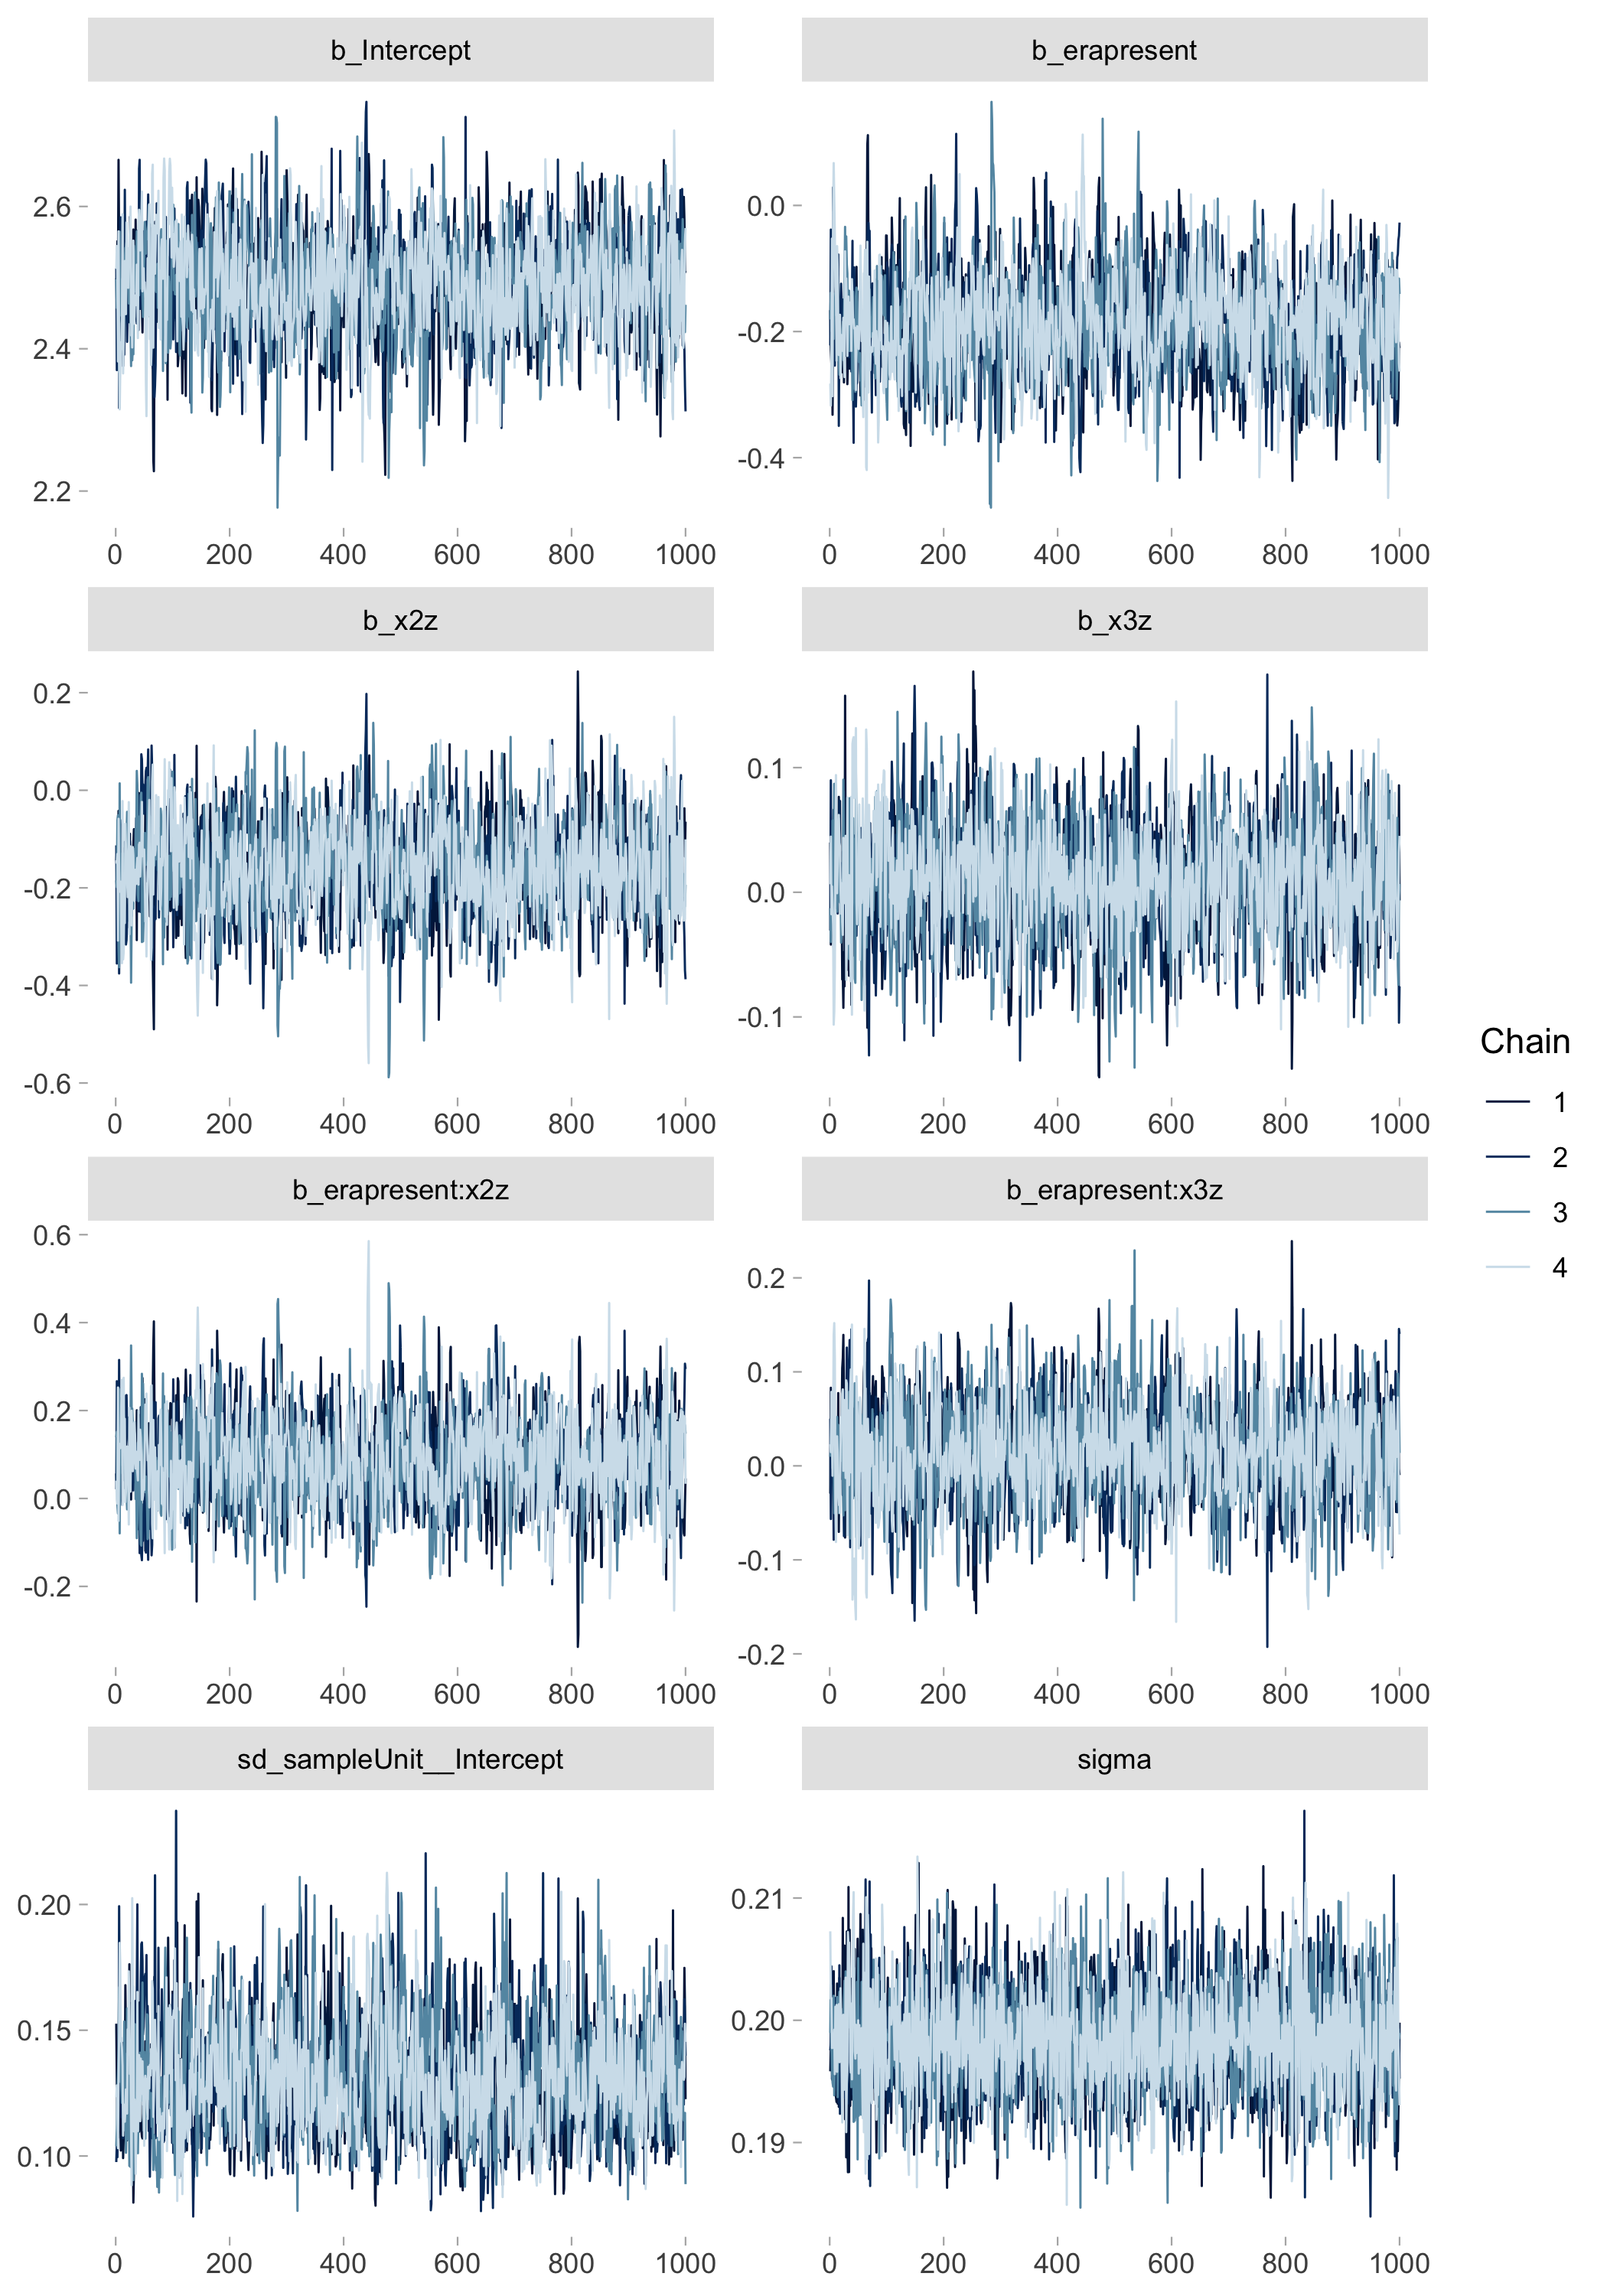 b_Intercept
2.6
2.4
2.2
0 200 400 600 800 1000
b_erapresent
0.0
-0.2
-0.4
0 200 400 600 800 1000
b_x2z
0.2
0.0
-0.2
-0.4
-0.6
0 200 400 600 800 1000
b_x3z
0.1
0.0
-0.1
0 200 400 600 800 1000
b_erapresent:x2z
0.6
0.4
0.2
0.0
-0.2
0 200 400 600 800 1000
b_erapresent:x3z
0.2
0.1
0.0
-0.1
-0.2
0 200 400 600 800 1000
sd_sampleUnit__Intercept
0.20
0.15
0.10
0 200 400 600 800 1000
sigma
0.21
0.20
0.19
0 200 400 600 800 1000
Chain
1
2
3
4